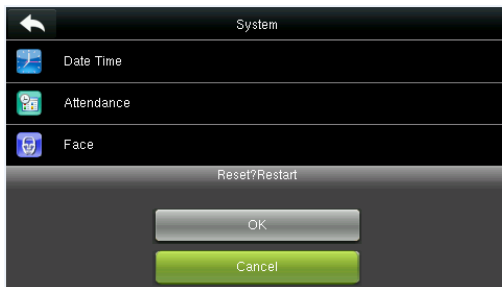 System
Date Time
Attendance
Face
Reset?Restart
OK
Cancel